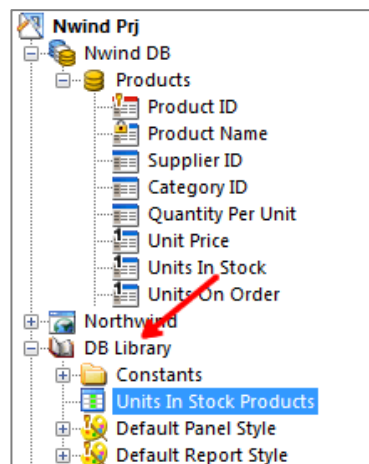 Nwind Prj
Nwind DB
Products
Product ID
Product Name
Supplier ID
Category ID
Quantity Per Unit
Unit Price
Units In Stock
Units On Order
Northwind
DB Library
Constants
Units In Stock Products
Default Panel Style
Default Report Style